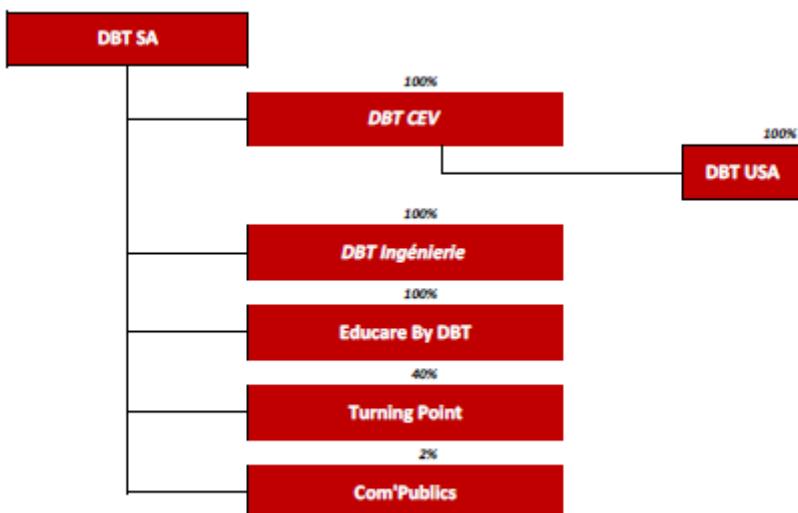 DBT SA
100%
DBT CEV
100%
DBT USA
100%
DBT Ingénierie
100%
Educare By DBT
40%
Turning Point
2%
Com'Publics